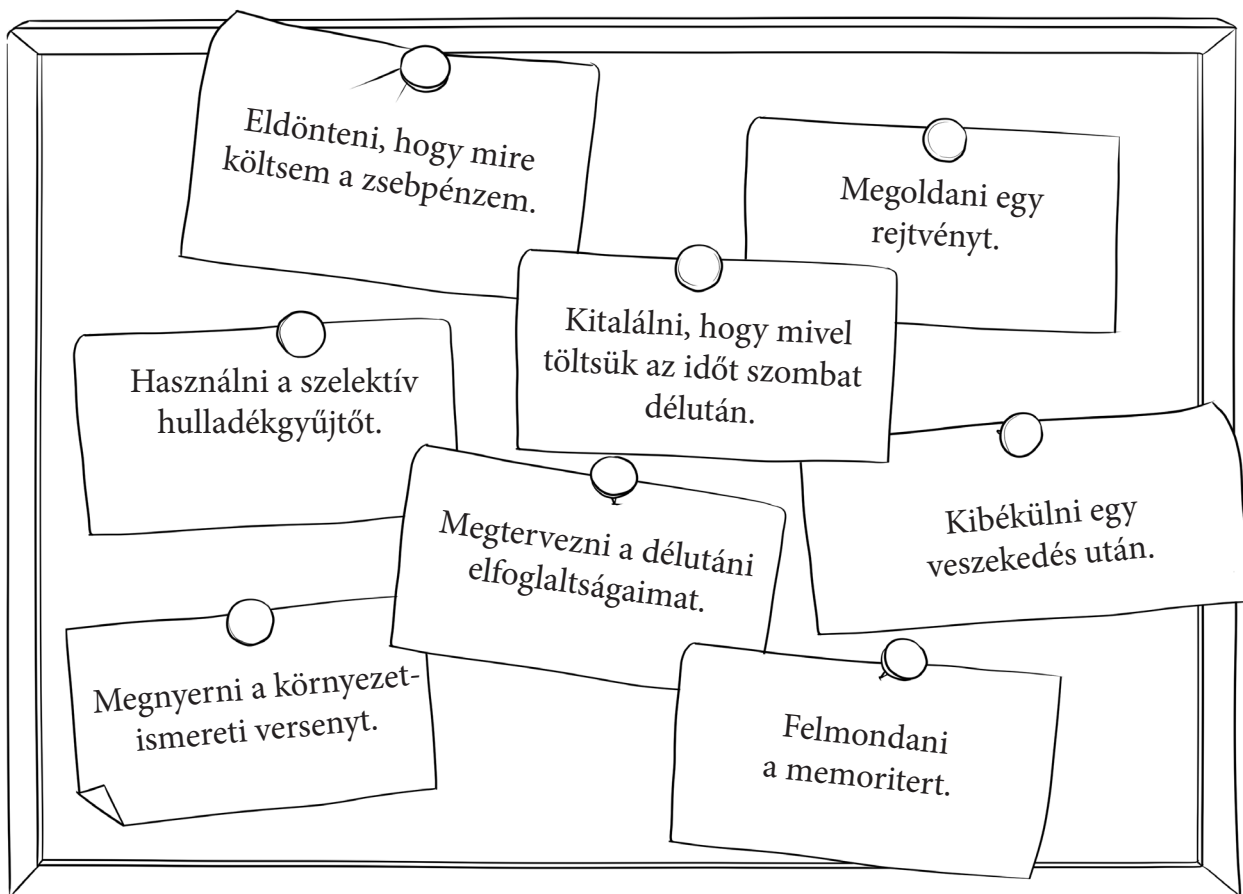 Eldönteni, hogy mire
költsem a zsebpénzem.
Megoldani egy
rejtvényt.
Kitalálni, hogy mivel
töltsük az időt szombat
délután.
Használni a szelektív
hulladékgyűjtőt.
Megtervezni a délutáni
elfoglaltságaimat.
Kibékülni egy
veszekedés után.
Megnyerni a környezet-
ismereti versenyt.
Felmondani
a memoritert.